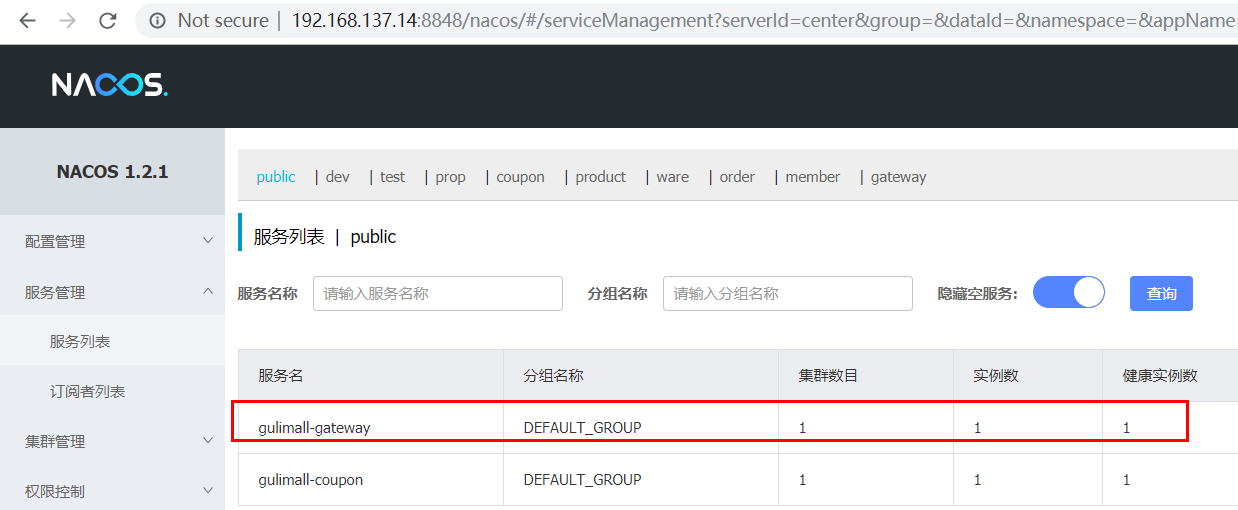 Not secure | 192.168.137.14:8848/nacos/#/serviceManagement?serverId=center&group=&dataId=&namespace=&appName=
NACOS.
NACOS 1.2.1
配置管理
服务管理
服务列表
订阅者列表
集群管理
权限控制
public | dev | test | prop | coupon | product | ware | order | member | gateway
服务列表 | public
服务名称 请输入服务名称 分组名称 请输入分组名称 隐藏空服务: 查询
服务名 分组名称 集群数目 实例数 健康实例数
gulimall-gateway DEFAULT_GROUP 1 1 1
gulimall-coupon DEFAULT_GROUP 1 1 1